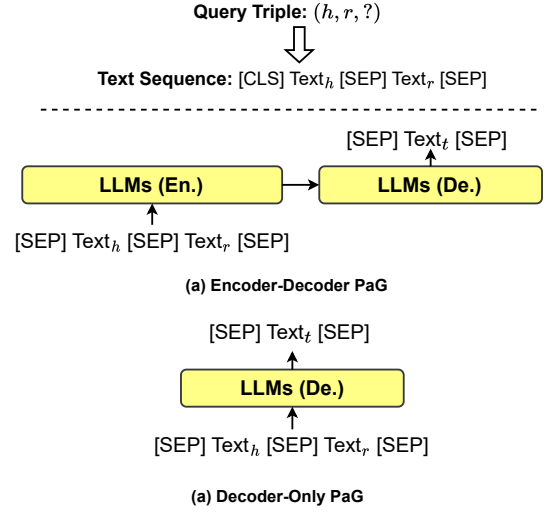 Query Triple: (h, r, ?)
Text Sequence: [CLS] Text_h [SEP] Text_r [SEP]
[SEP] Text_t [SEP]
LLMs (En.) LLMs (De.)
[SEP] Text_h [SEP] Text_r [SEP]
(a) Encoder-Decoder PaG
[SEP] Text_t [SEP]
LLMs (De.)
[SEP] Text_h [SEP] Text_r [SEP]
(a) Decoder-Only PaG